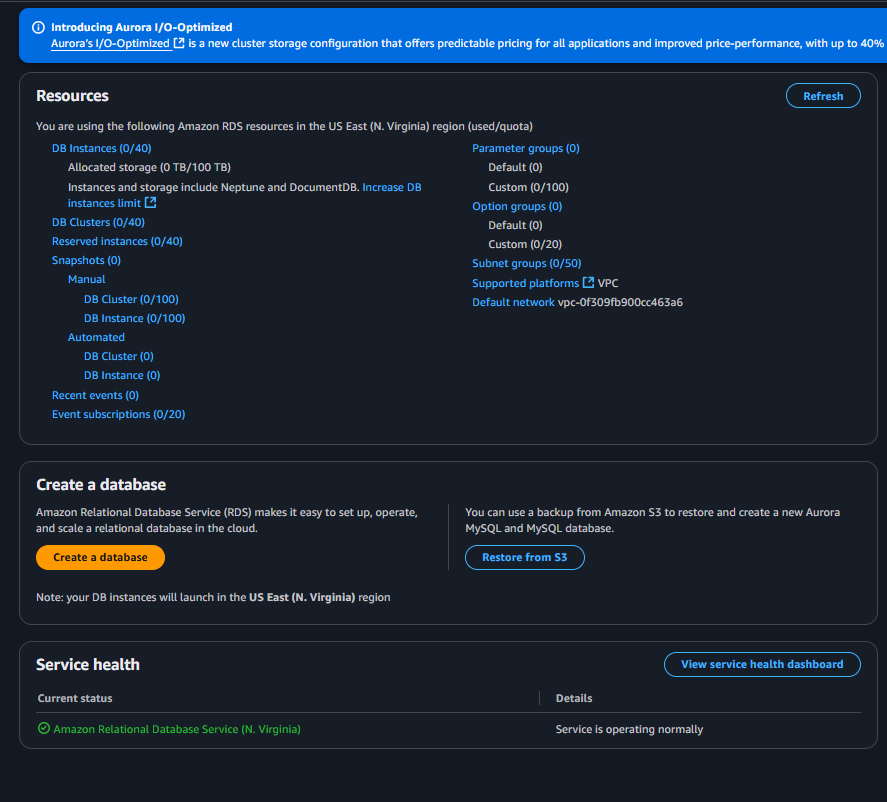 Introducing Aurora I/O-Optimized
Aurora's I/O-Optimized is a new cluster storage configuration that offers predictable pricing for all applications and improved price-performance, with up to 40%
Resources
Refresh
You are using the following Amazon RDS resources in the US East (N. Virginia) region (used/quota)
DB Instances (0/40)
Allocated storage (0 TB/100 TB)
Instances and storage include Neptune and DocumentDB. Increase DB
instances limit
DB Clusters (0/40)
Reserved instances (0/40)
Snapshots (0)
Manual
DB Cluster (0/100)
DB Instance (0/100)
Automated
DB Cluster (0)
DB Instance (0)
Recent events (0)
Event subscriptions (0/20)
Parameter groups (0)
Default (0)
Custom (0/100)
Option groups (0)
Default (0)
Custom (0/20)
Subnet groups (0/50)
Supported platforms VPC
Default network vpc-0f309fb900cc463a6
Create a database
Amazon Relational Database Service (RDS) makes it easy to set up, operate,
and scale a relational database in the cloud.
Create a database
You can use a backup from Amazon S3 to restore and create a new Aurora
MySQL and MySQL database.
Restore from S3
Note: your DB instances will launch in the US East (N. Virginia) region
Service health
View service health dashboard
Current status
Details
Amazon Relational Database Service (N. Virginia)
Service is operating normally